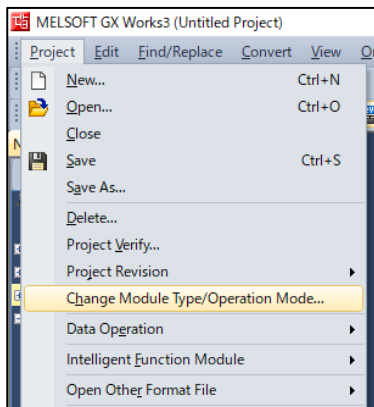 MELSOFT GX Works3 (Untitled Project)
Project Edit Find/Replace Convert View
New... Ctrl+N
Open... Ctrl+O
Close
Save Ctrl+S
Save As...
Delete...
Project Verify...
Project Revision
Change Module Type/Operation Mode...
Data Operation
Intelligent Function Module
Open Other Format File